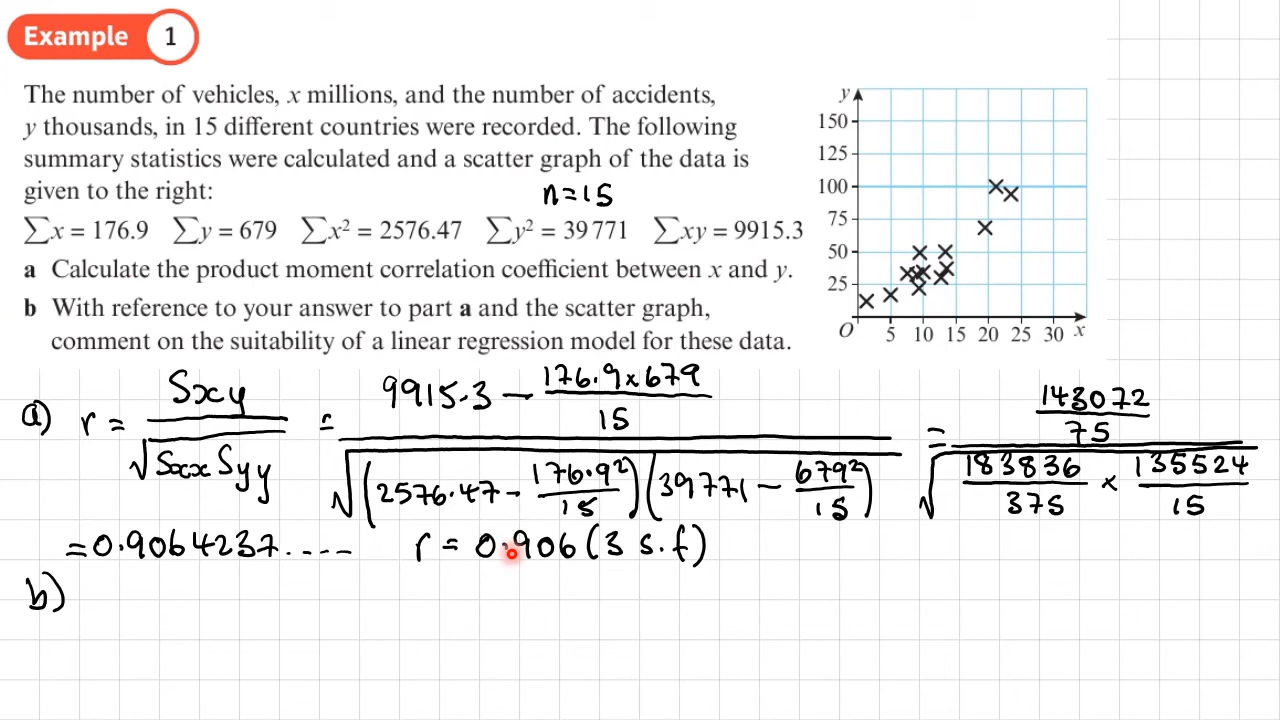 Example 1
The number of vehicles, x millions, and the number of accidents,
y thousands, in 15 different countries were recorded. The following
summary statistics were calculated and a scatter graph of the data is
given to the right:
n=15
∑x = 176.9 ∑y = 679 ∑x² = 2576.47 ∑y² = 39 771 ∑xy = 9915.3
a Calculate the product moment correlation coefficient between x and y.
b With reference to your answer to part a and the scatter graph,
comment on the suitability of a linear regression model for these data.
y
150
125
100
75
50
25
O 5 10 15 20 25 30 x
a) r = Sxy / √(Sxx Syy) = (9915.3 − (176.9×679)/15) / √((2576.47 − 176.9²/15)(39771 − 679²/15)) = (143072/75) / √(183836/375 × 135524/15)
= 0.9064237.... r = 0.906 (3 s.f)
b)